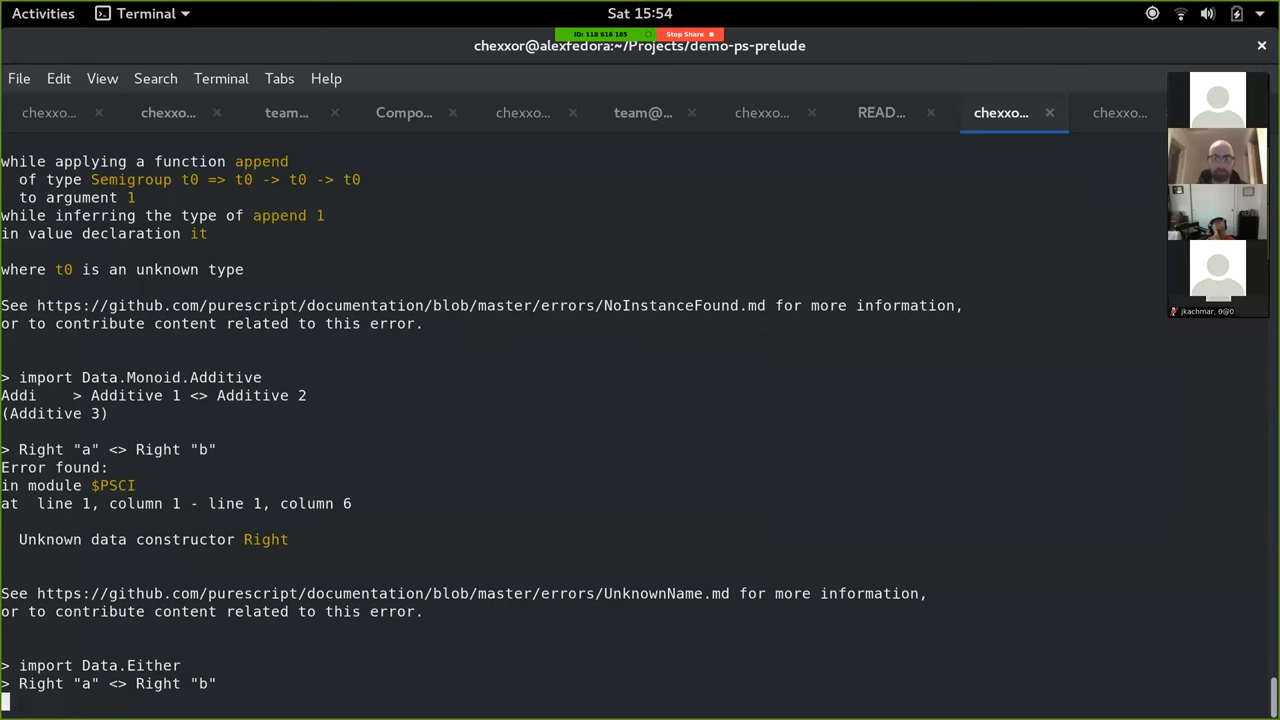 Activities Terminal Sat 15:54
ID: 118 616 185 Stop Share
chexxor@alexfedora:~/Projects/demo-ps-prelude
File Edit View Search Terminal Tabs Help
chexxo... chexxo... team... Compo... chexxo... team@... chexxo... READ... chexxo... chexxo...
while applying a function append
of type Semigroup t0 => t0 -> t0 -> t0
to argument 1
while inferring the type of append 1
in value declaration it
where t0 is an unknown type
See https://github.com/purescript/documentation/blob/master/errors/NoInstanceFound.md for more information,
or to contribute content related to this error.
> import Data.Monoid.Additive
Addi    > Additive 1 <> Additive 2
(Additive 3)
> Right "a" <> Right "b"
Error found:
in module $PSCI
at  line 1, column 1 - line 1, column 6
Unknown data constructor Right
See https://github.com/purescript/documentation/blob/master/errors/UnknownName.md for more information,
or to contribute content related to this error.
> import Data.Either
> Right "a" <> Right "b"
jkachmar, 0@0